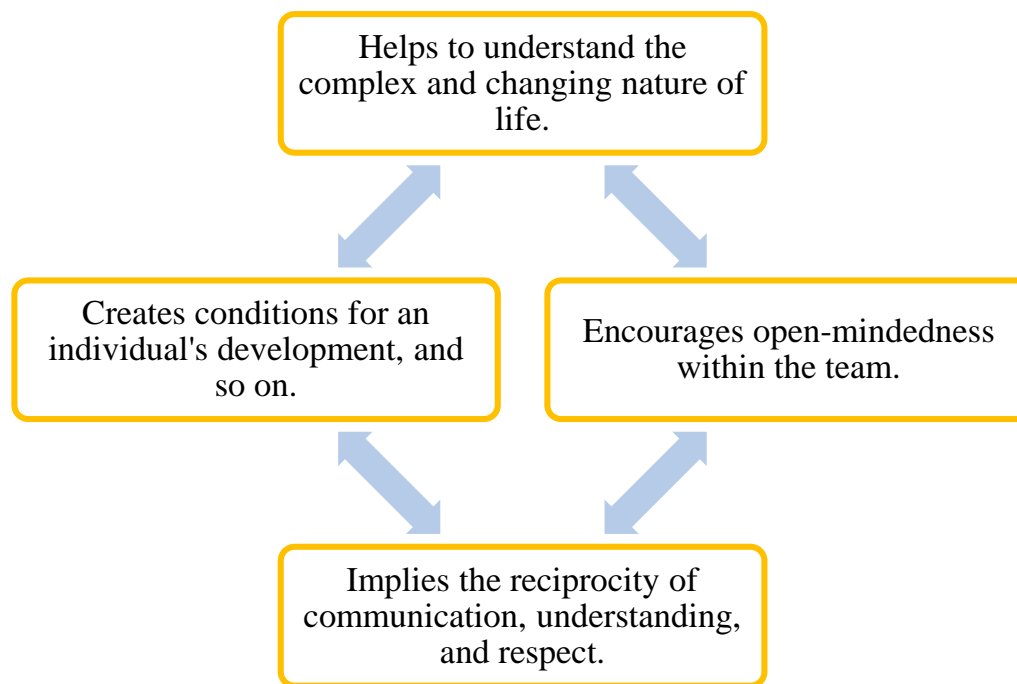 Helps to understand the
complex and changing nature of
life.
Creates conditions for an
individual's development, and
so on.
Encourages open-mindedness
within the team.
Implies the reciprocity of
communication, understanding,
and respect.